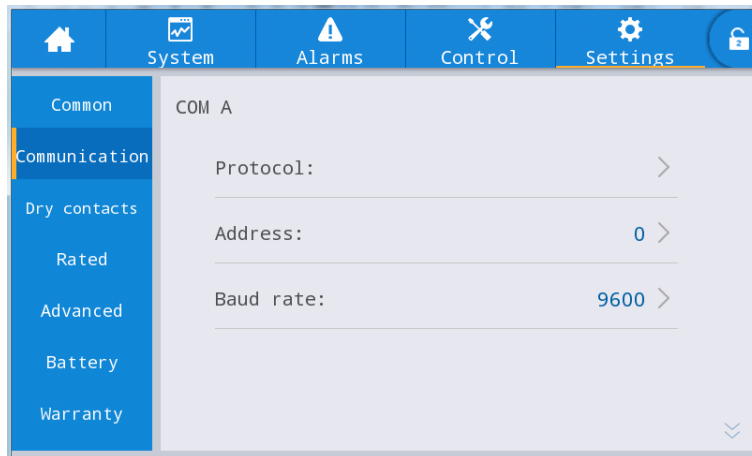 System
Alarms
Control
Settings
2
Common
Communication
Dry contacts
Rated
Advanced
Battery
Warranty
COM A
Protocol:
Address: 0
Baud rate: 9600